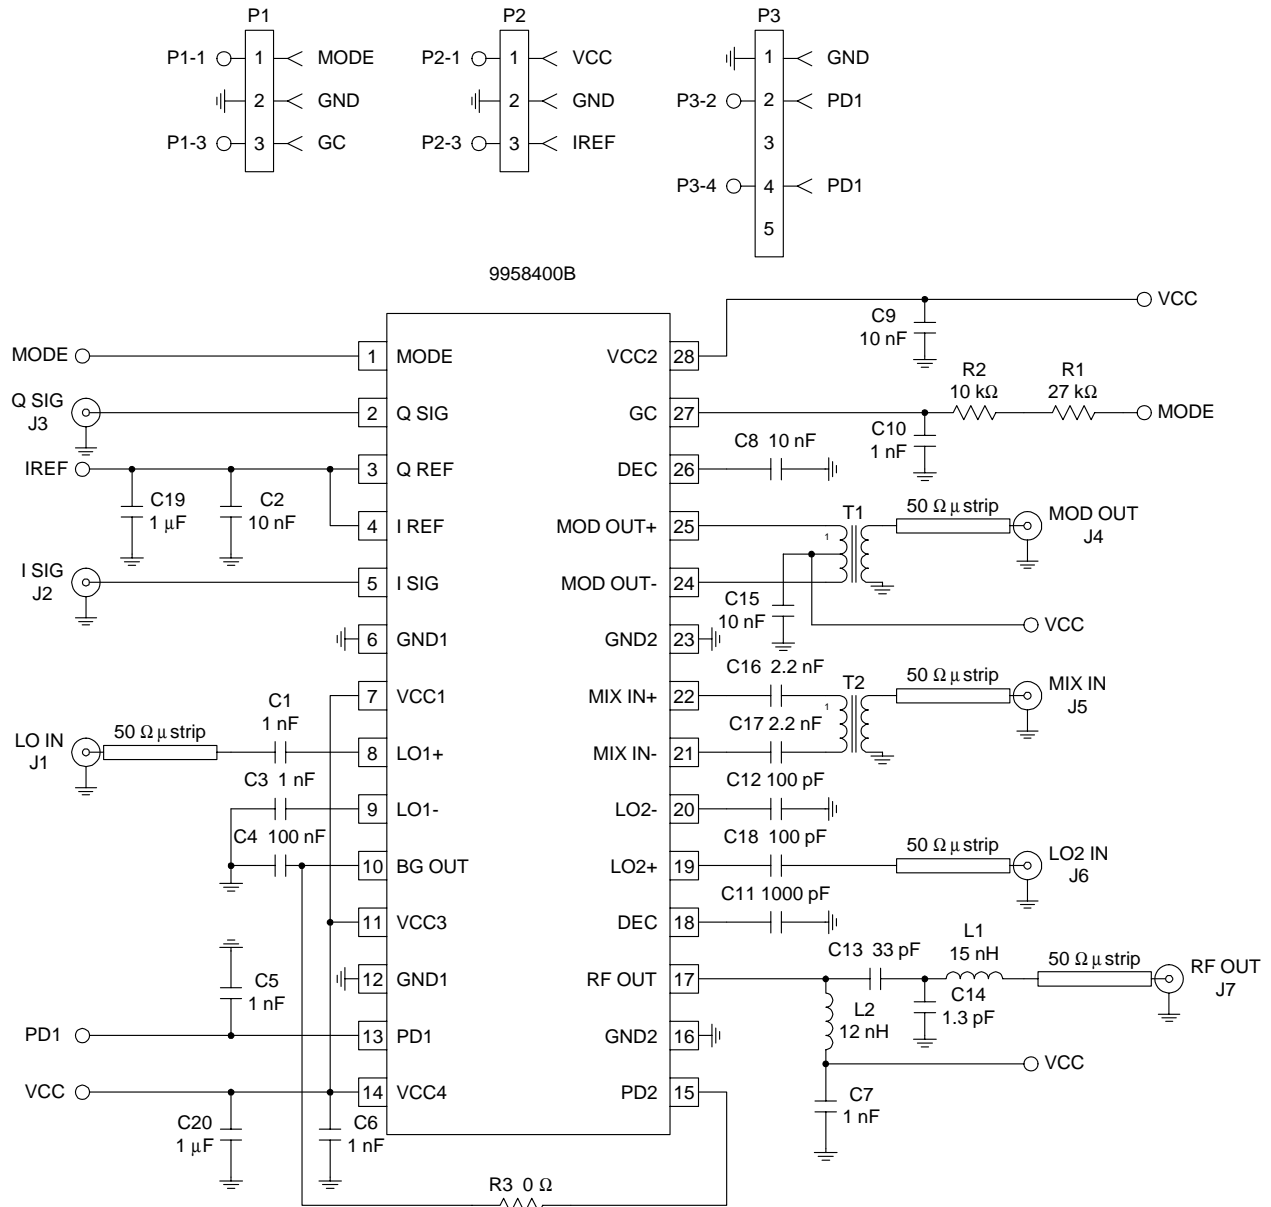 P1
P1-1 1 MODE
2 GND
P1-3 3 GC
P2
P2-1 1 VCC
2 GND
P2-3 3 IREF
P3
1 GND
P3-2 2 PD1
3
P3-4 4 PD1
5
9958400B
MODE
Q SIG
J3
IREF
C19
1 µF
C2
10 nF
I SIG
J2
LO IN
J1
50 Ω µ strip
C1
1 nF
C3 1 nF
C4 100 nF
C5
1 nF
PD1
VCC
C20
1 µF
C6
1 nF
1 MODE
2 Q SIG
3 Q REF
4 I REF
5 I SIG
6 GND1
7 VCC1
8 LO1+
9 LO1-
10 BG OUT
11 VCC3
12 GND1
13 PD1
14 VCC4
VCC2 28
GC 27
DEC 26
MOD OUT+ 25
MOD OUT- 24
GND2 23
MIX IN+ 22
MIX IN- 21
LO2- 20
LO2+ 19
DEC 18
RF OUT 17
GND2 16
PD2 15
C9
10 nF
VCC
R2
10 kΩ
R1
27 kΩ
MODE
C10
1 nF
C8 10 nF
T1
1
50 Ω µ strip
MOD OUT
J4
C15
10 nF
VCC
C16 2.2 nF
T2
1
50 Ω µ strip
MIX IN
J5
C17 2.2 nF
C12 100 pF
C18 100 pF
50 Ω µ strip
LO2 IN
J6
C11 1000 pF
C13 33 pF
L1
15 nH
50 Ω µ strip
RF OUT
J7
C14
1.3 pF
L2
12 nH
VCC
C7
1 nF
R3 0 Ω